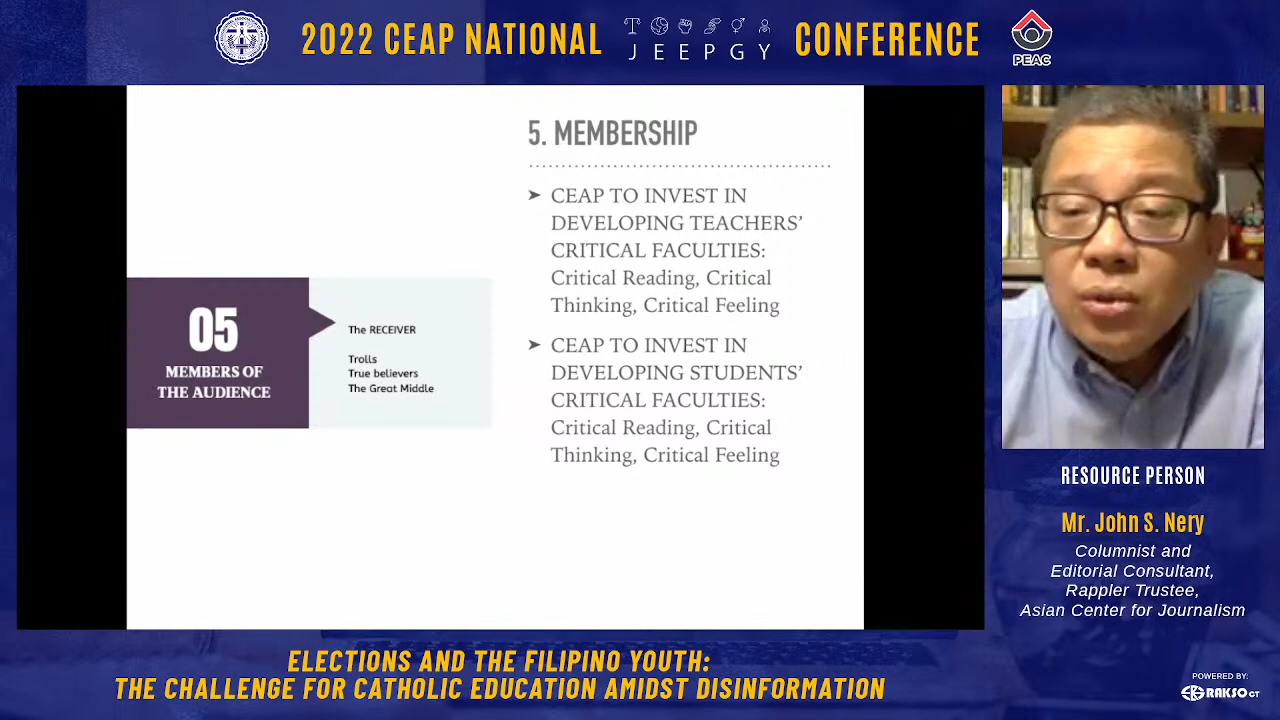 2022 CEAP NATIONAL
JEEPGY
CONFERENCE
PEAC
5. MEMBERSHIP
➤ CEAP TO INVEST IN
DEVELOPING TEACHERS’
CRITICAL FACULTIES:
Critical Reading, Critical
Thinking, Critical Feeling
➤ CEAP TO INVEST IN
DEVELOPING STUDENTS’
CRITICAL FACULTIES:
Critical Reading, Critical
Thinking, Critical Feeling
05
MEMBERS OF
THE AUDIENCE
The RECEIVER
Trolls
True believers
The Great Middle
RESOURCE PERSON
Mr. John S. Nery
Columnist and
Editorial Consultant,
Rappler Trustee,
Asian Center for Journalism
ELECTIONS AND THE FILIPINO YOUTH:
THE CHALLENGE FOR CATHOLIC EDUCATION AMIDST DISINFORMATION
POWERED BY:
RAKSO CT